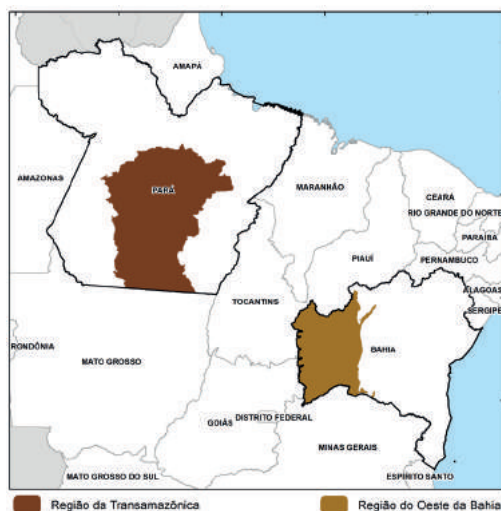 AMAPÁ
AMAZONAS
PARÁ
MARANHÃO
CEARÁ
RIO GRANDE DO NORTE
PARAÍBA
PIAUÍ
PERNAMBUCO
ALAGOAS
SERGIPE
TOCANTINS
RONDÔNIA
MATO GROSSO
BAHIA
GOIÁS
DISTRITO FEDERAL
MINAS GERAIS
MATO GROSSO DO SUL
ESPÍRITO SANTO
Região da Transamazônica
Região do Oeste da Bahia